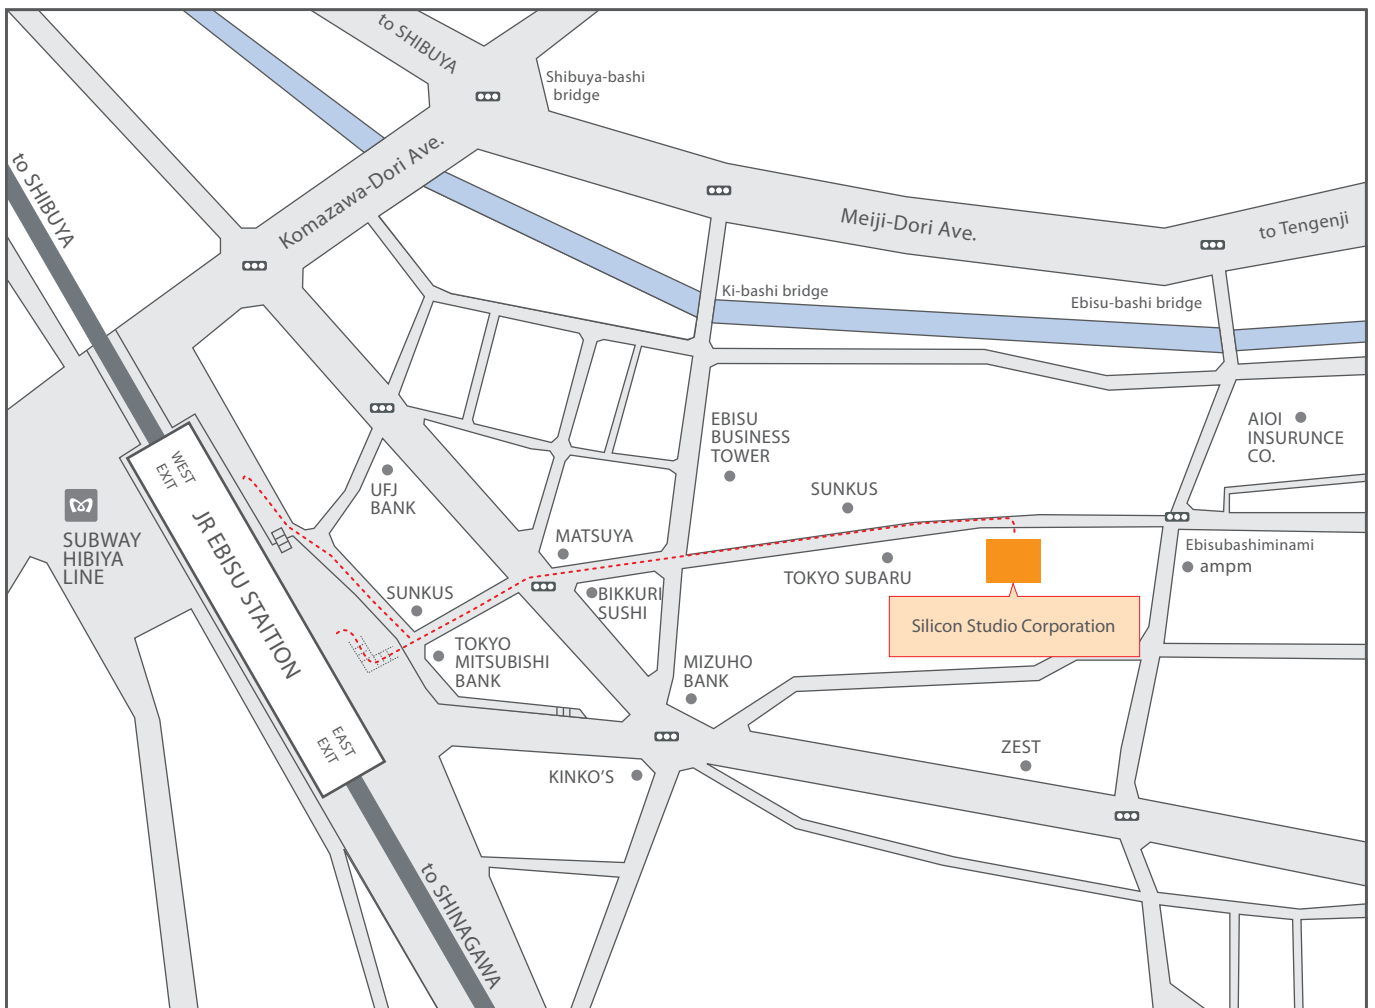 to SHIBUYA
Shibuya-bashi
bridge
to SHIBUYA
Komazawa-Dori Ave.
Meiji-Dori Ave.
to Tengenji
Ki-bashi bridge
Ebisu-bashi bridge
EBISU
BUSINESS
TOWER
AIOI
INSURUNCE
CO.
WEST
EXIT
UFJ
BANK
SUNKUS
JR EBISU STAITION
SUBWAY
HIBIYA
LINE
MATSUYA
Ebisubashiminami
ampm
TOKYO SUBARU
SUNKUS
BIKKURI
SUSHI
Silicon Studio Corporation
TOKYO
MITSUBISHI
BANK
MIZUHO
BANK
EAST
EXIT
ZEST
KINKO'S
to SHINAGAWA